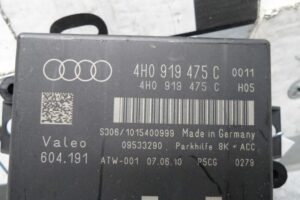 4H0 919 475 C 0011
4H0 919 475 C HQS
S306/1015400999 Made in Germany
Valeo 09533290 Parkhilfe 8K + ACC
604.191 ATW-001 07.06.10 P5CG 0279